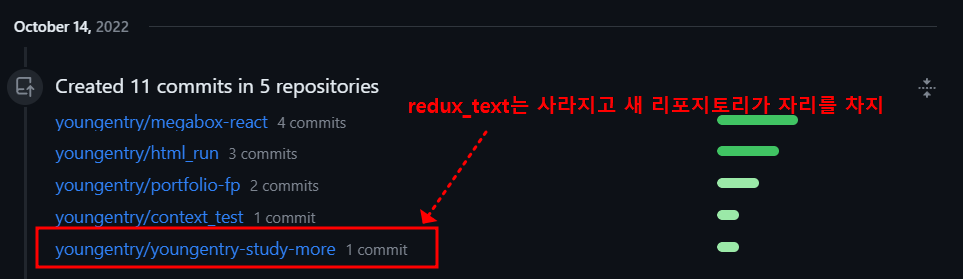 October 14, 2022
Created 11 commits in 5 repositories
redux_text는 사라지고 새 리포지토리가 자리를 차지
youngentry/megabox-react 4 commits
youngentry/html_run 3 commits
youngentry/portfolio-fp 2 commits
youngentry/context_test 1 commit
youngentry/youngentry-study-more 1 commit